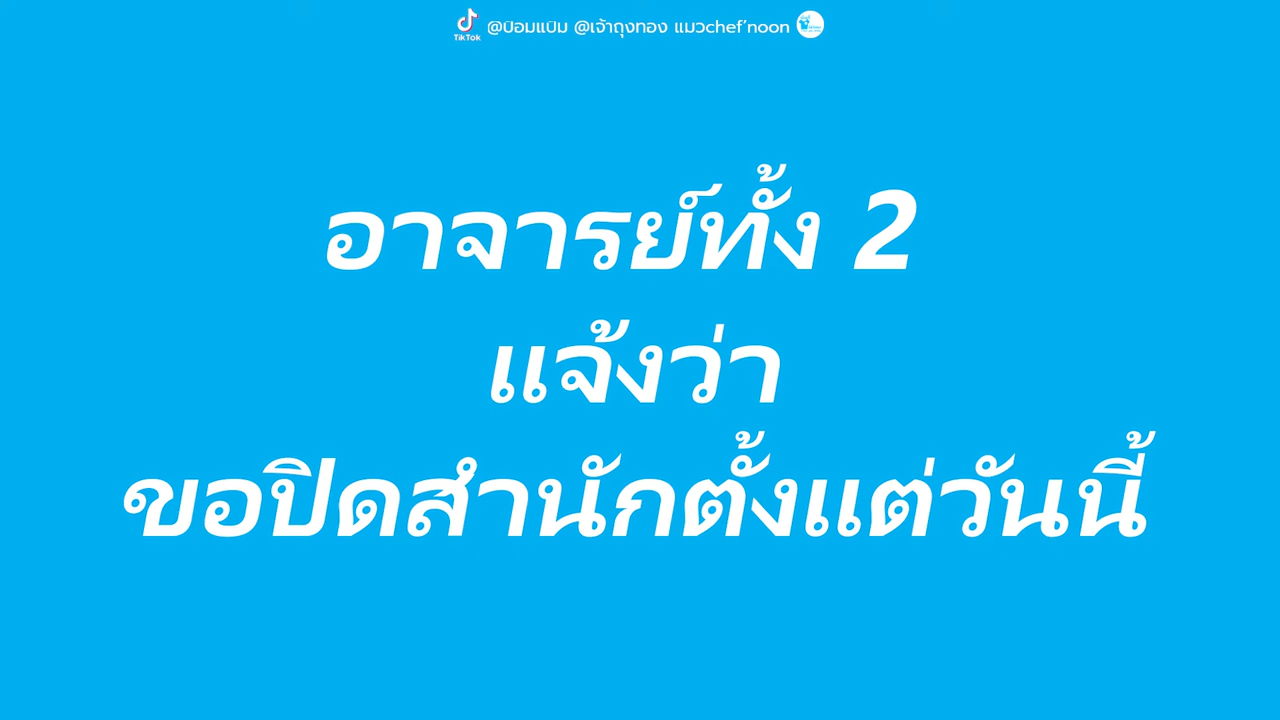 TikTok @ป๊อมแป๊ม @เจ้าถุงทอง แมวchef’noon
อาจารย์ทั้ง 2
แจ้งว่า
ขอปิดสำนักตั้งแต่วันนี้